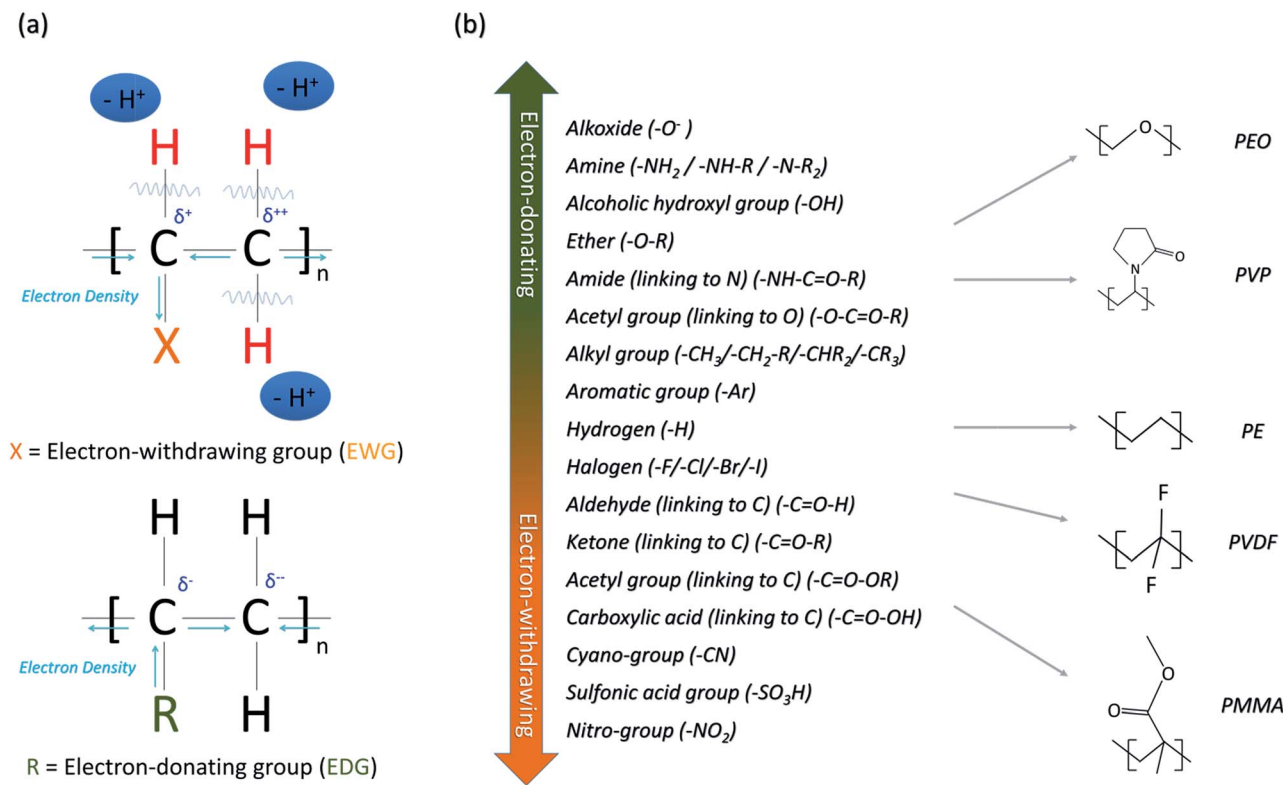 (a)
- H⁺
- H⁺
H H
δ⁺ δ⁺⁺
[ C C ]n
Electron Density
X H
- H⁺
X = Electron-withdrawing group (EWG)
H H
δ⁻ δ⁻⁻
[ C C ]n
Electron Density
R H
R = Electron-donating group (EDG)
(b)
Electron-donating
Electron-withdrawing
Alkoxide (-O⁻ )
Amine (-NH₂ / -NH-R / -N-R₂)
Alcoholic hydroxyl group (-OH)
Ether (-O-R)
Amide (linking to N) (-NH-C=O-R)
Acetyl group (linking to O) (-O-C=O-R)
Alkyl group (-CH₃/-CH₂-R/-CHR₂/-CR₃)
Aromatic group (-Ar)
Hydrogen (-H)
Halogen (-F/-Cl/-Br/-I)
Aldehyde (linking to C) (-C=O-H)
Ketone (linking to C) (-C=O-R)
Acetyl group (linking to C) (-C=O-OR)
Carboxylic acid (linking to C) (-C=O-OH)
Cyano-group (-CN)
Sulfonic acid group (-SO₃H)
Nitro-group (-NO₂)
O
PEO
O
N
PVP
PE
F
F
PVDF
O
O
PMMA